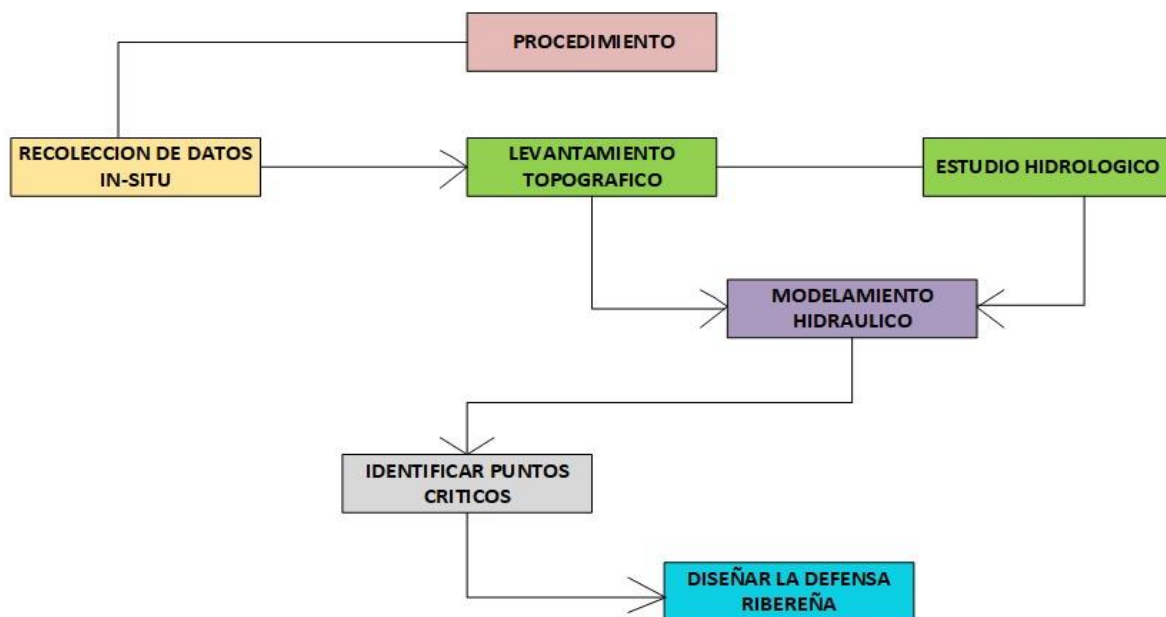 PROCEDIMIENTO
RECOLECCION DE DATOS
IN-SITU
LEVANTAMIENTO
TOPOGRAFICO
ESTUDIO HIDROLOGICO
MODELAMIENTO
HIDRAULICO
IDENTIFICAR PUNTOS
CRITICOS
DISEÑAR LA DEFENSA
RIBEREÑA